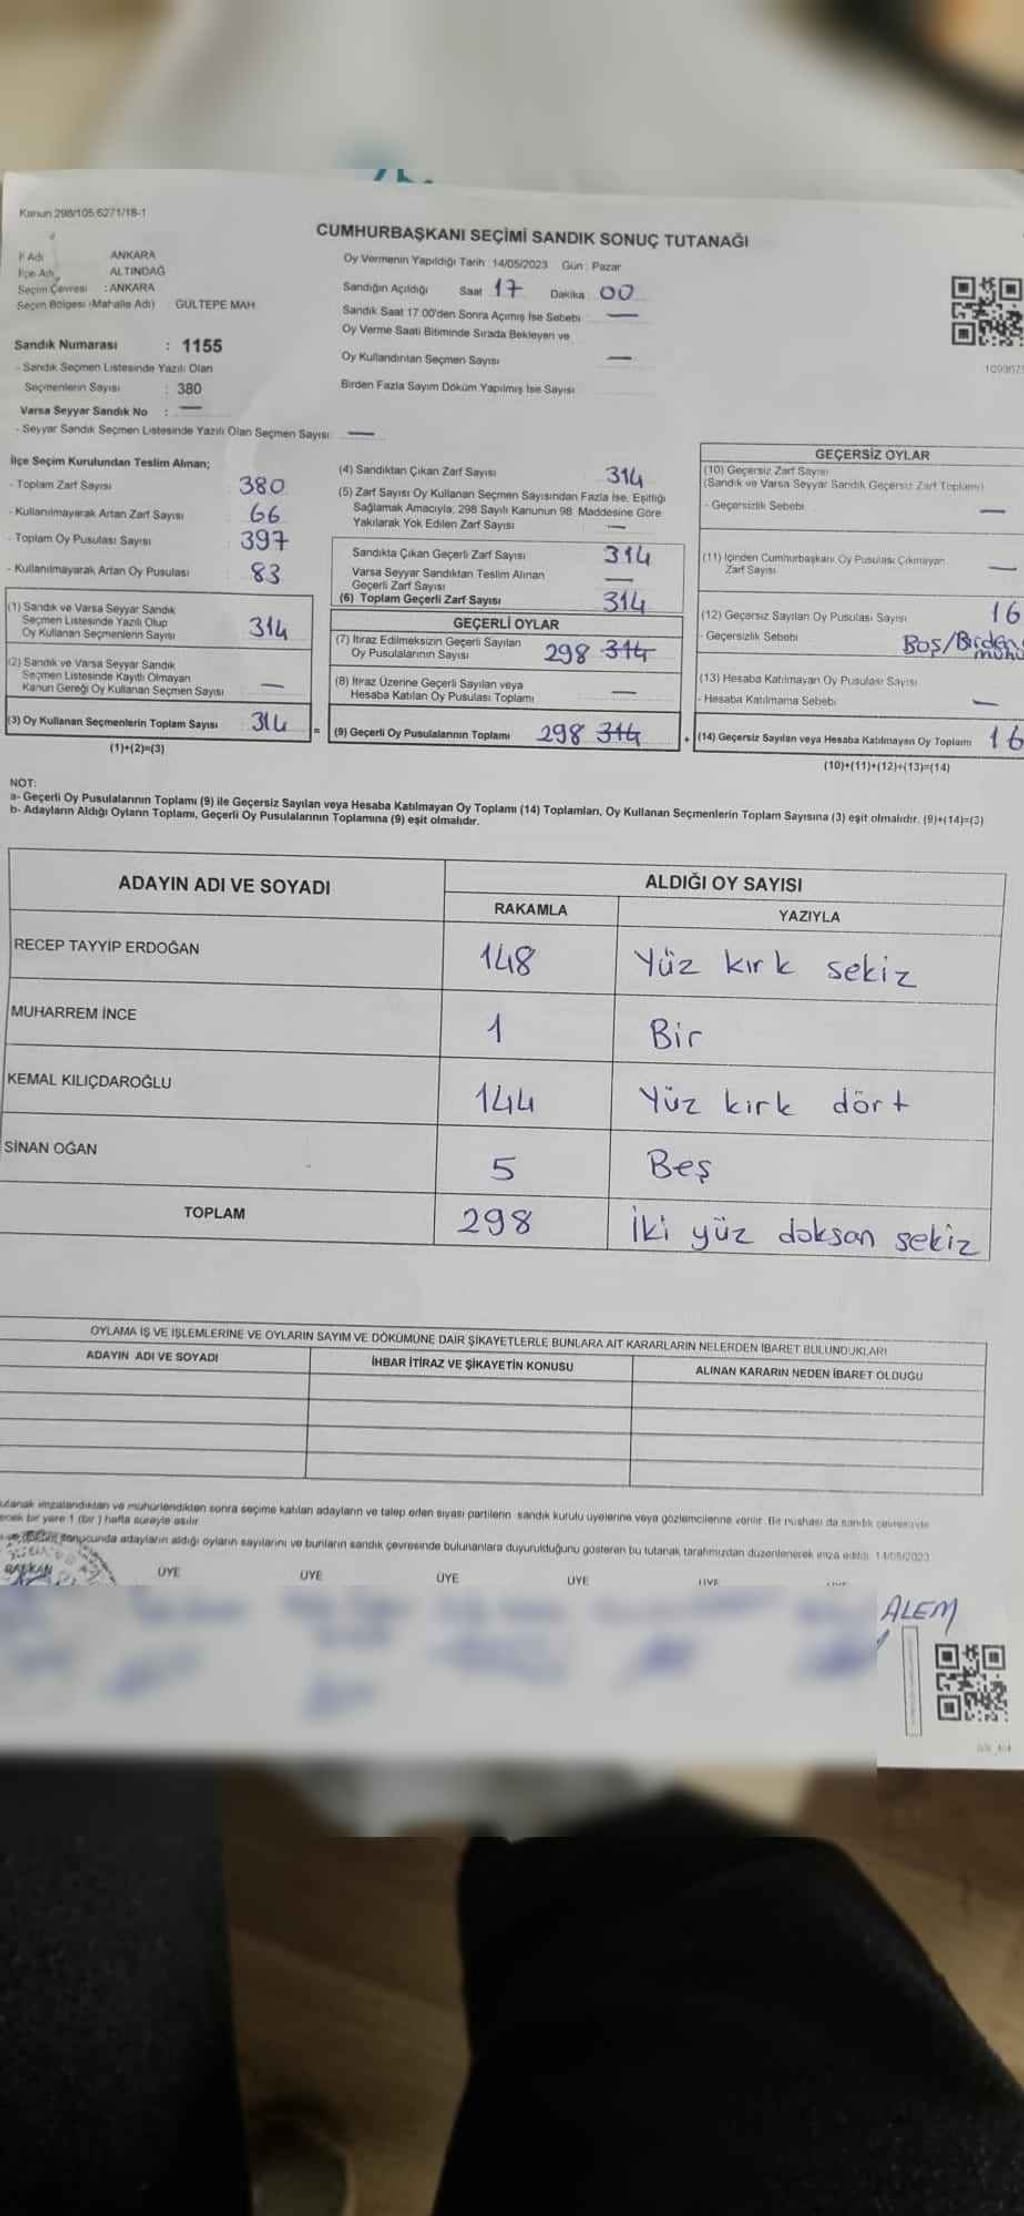 Kanun 298/105 6271/18-1
CUMHURBAŞKANI SEÇİMİ SANDIK SONUÇ TUTANAĞI
İl Adı ANKARA
İlçe Adı ALTINDAĞ
Seçim Çevresi : ANKARA
Seçim Bölgesi (Mahalle Adı) GÜLTEPE MAH.
Sandık Numarası : 1155
- Sandık Seçmen Listesinde Yazılı Olan
Seçmenlerin Sayısı : 380
Varsa Seyyar Sandık No : —
- Seyyar Sandık Seçmen Listesinde Yazılı Olan Seçmen Sayısı —
Oy Vermenin Yapıldığı Tarih : 14/05/2023 Gün : Pazar
Sandığın Açıldığı Saat 17 Dakika 00
Sandık Saat 17.00'den Sonra Açılmış İse Sebebi —
Oy Verme Saati Bitiminde Sırada Bekleyen ve
Oy Kullandırılan Seçmen Sayısı —
Birden Fazla Sayım Döküm Yapılmış İse Sayısı
İlçe Seçim Kurulundan Teslim Alınan;
- Toplam Zarf Sayısı 380
- Kullanılmayarak Artan Zarf Sayısı 66
- Toplam Oy Pusulası Sayısı 397
- Kullanılmayarak Artan Oy Pusulası 83
(1) Sandık ve Varsa Seyyar Sandık
Seçmen Listesinde Yazılı Olup
Oy Kullanan Seçmenlerin Sayısı 314
(2) Sandık ve Varsa Seyyar Sandık
Seçmen Listesinde Kayıtlı Olmayan
Kanun Gereği Oy Kullanan Seçmen Sayısı —
(3) Oy Kullanan Seçmenlerin Toplam Sayısı 314
(1)+(2)=(3)
(4) Sandıktan Çıkan Zarf Sayısı 314
(5) Zarf Sayısı Oy Kullanan Seçmen Sayısından Fazla İse, Eşitliği
Sağlamak Amacıyla, 298 Sayılı Kanunun 98. Maddesine Göre
Yakılarak Yok Edilen Zarf Sayısı —
Sandıkta Çıkan Geçerli Zarf Sayısı 314
Varsa Seyyar Sandıktan Teslim Alınan
Geçerli Zarf Sayısı —
(6) Toplam Geçerli Zarf Sayısı 314
GEÇERLİ OYLAR
(7) İtiraz Edilmeksizin Geçerli Sayılan
Oy Pusulalarının Sayısı 298 314
(8) İtiraz Üzerine Geçerli Sayılan veya
Hesaba Katılan Oy Pusulası Toplamı —
= (9) Geçerli Oy Pusulalarının Toplamı 298 314
GEÇERSİZ OYLAR
(10) Geçersiz Zarf Sayısı
(Sandık ve Varsa Seyyar Sandık Geçersiz Zarf Toplamı)
- Geçersizlik Sebebi —
(11) İçinden Cumhurbaşkanı Oy Pusulası Çıkmayan
Zarf Sayısı —
(12) Geçersiz Sayılan Oy Pusulası Sayısı 16
- Geçersizlik Sebebi Boş/Birden
(13) Hesaba Katılmayan Oy Pusulası Sayısı
- Hesaba Katılmama Sebebi —
+ (14) Geçersiz Sayılan veya Hesaba Katılmayan Oy Toplamı 16
(10)+(11)+(12)+(13)=(14)
NOT:
a- Geçerli Oy Pusulalarının Toplamı (9) ile Geçersiz Sayılan veya Hesaba Katılmayan Oy Toplamı (14) Toplamları, Oy Kullanan Seçmenlerin Toplam Sayısına (3) eşit olmalıdır. (9)+(14)=(3)
b- Adayların Aldığı Oyların Toplamı, Geçerli Oy Pusulalarının Toplamına (9) eşit olmalıdır.
ADAYIN ADI VE SOYADI ALDIĞI OY SAYISI
RAKAMLA YAZIYLA
RECEP TAYYİP ERDOĞAN 148 Yüz kırk sekiz
MUHARREM İNCE 1 Bir
KEMAL KILIÇDAROĞLU 144 Yüz kırk dört
SİNAN OĞAN 5 Beş
TOPLAM 298 İki yüz doksan sekiz
OYLAMA İŞ VE İŞLEMLERİNE VE OYLARIN SAYIM VE DÖKÜMÜNE DAİR ŞİKAYETLERLE BUNLARA AİT KARARLARIN NELERDEN İBARET BULUNDUKLARI
ADAYIN ADI VE SOYADI İHBAR İTİRAZ VE ŞİKAYETİN KONUSU ALINAN KARARIN NEDEN İBARET OLDUĞU
imzalandıktan ve mühürlendikten sonra seçime katılan adayların ve talep eden siyasi partilerin sandık kurulu üyelerine veya gözlemcilerine verilir. Bir nüshası da sandık çevresinde
bir yere 1 (bir) hafta süreyle asılır.
sonucunda adayların aldığı oyların sayılarını ve bunların sandık çevresinde bulunanlara duyurulduğunu gösteren bu tutanak tarafımızdan düzenlenerek imza edildi. 14/05/2023
BAŞKAN ÜYE ÜYE ÜYE ÜYE
ALEM